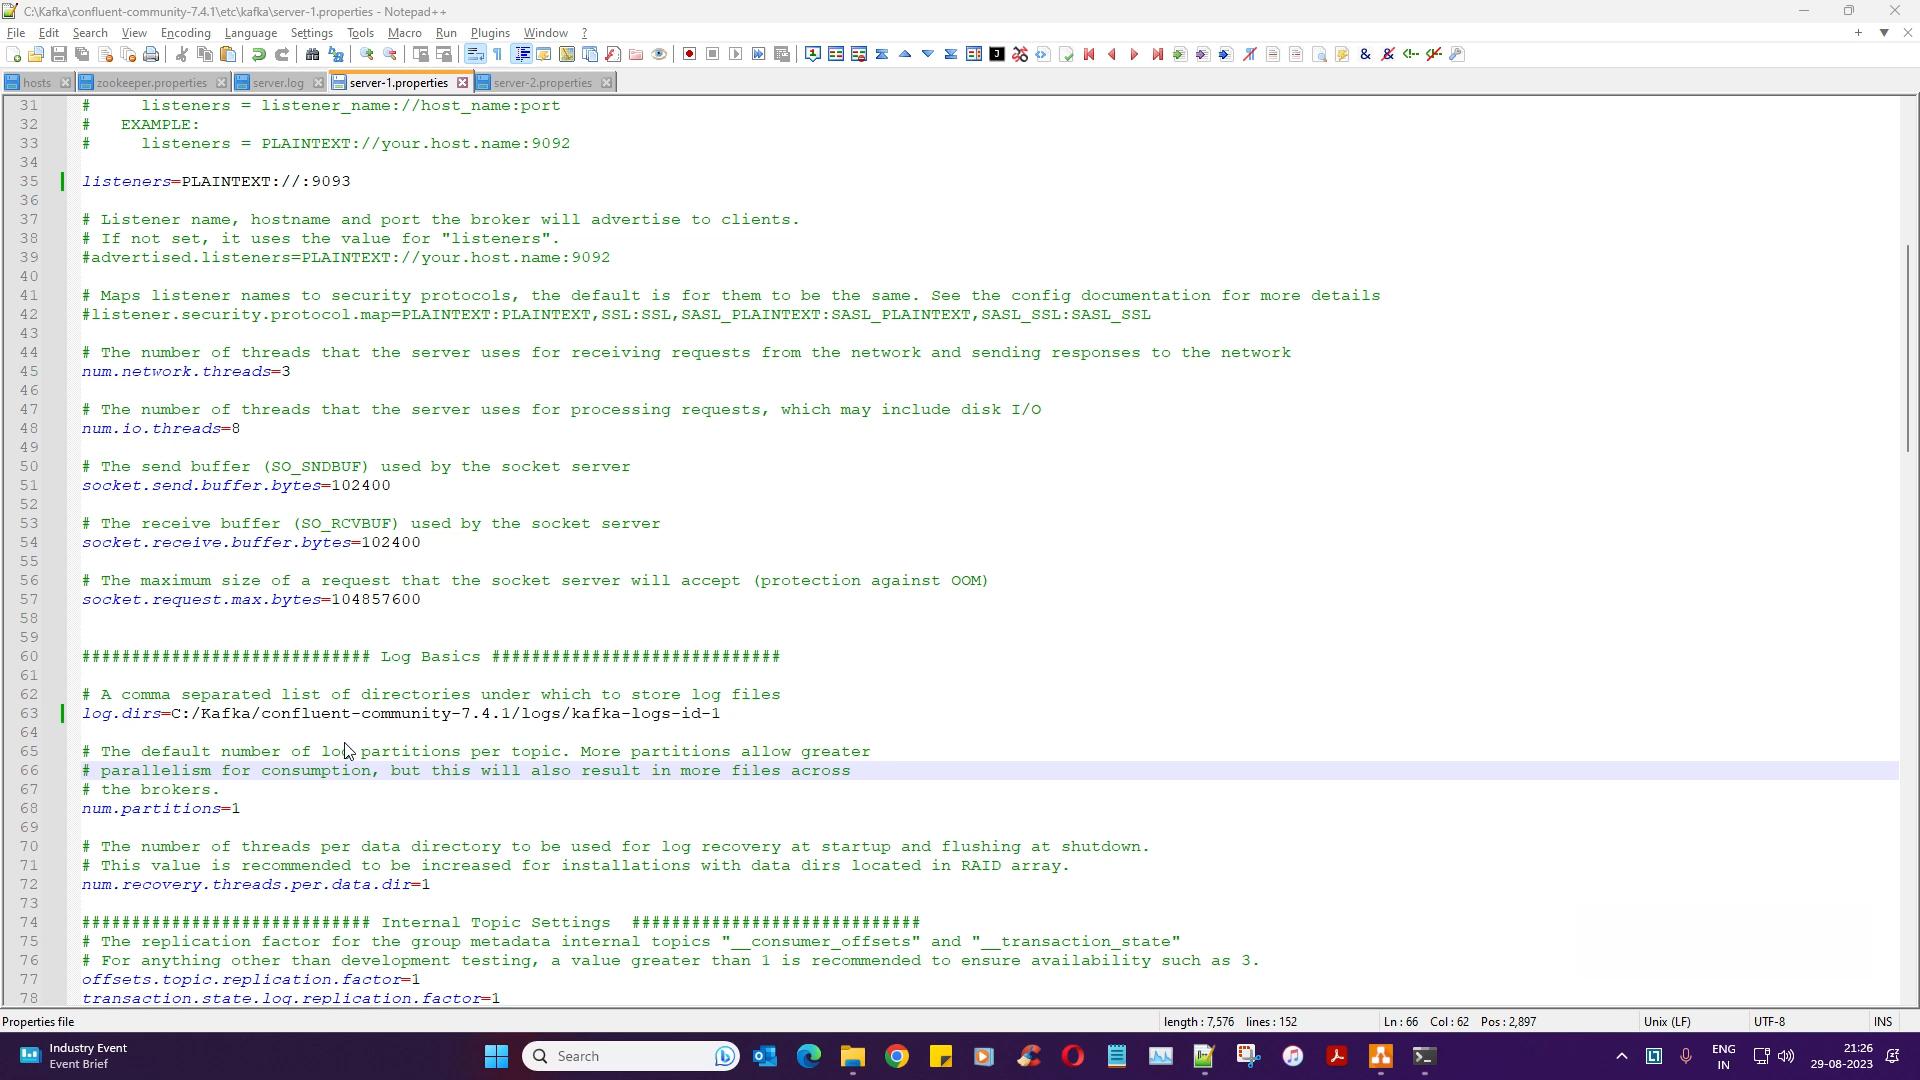 C:\Kafka\confluent-community-7.4.1\etc\kafka\server-1.properties - Notepad++
File Edit Search View Encoding Language Settings Tools Macro Run Plugins Window ?
hosts zookeeper.properties server.log server-1.properties server-2.properties
31 #     listeners = listener_name://host_name:port
32 #   EXAMPLE:
33 #     listeners = PLAINTEXT://your.host.name:9092
34
35 listeners=PLAINTEXT://:9093
36
37 # Listener name, hostname and port the broker will advertise to clients.
38 # If not set, it uses the value for "listeners".
39 #advertised.listeners=PLAINTEXT://your.host.name:9092
40
41 # Maps listener names to security protocols, the default is for them to be the same. See the config documentation for more details
42 #listener.security.protocol.map=PLAINTEXT:PLAINTEXT,SSL:SSL,SASL_PLAINTEXT:SASL_PLAINTEXT,SASL_SSL:SASL_SSL
43
44 # The number of threads that the server uses for receiving requests from the network and sending responses to the network
45 num.network.threads=3
46
47 # The number of threads that the server uses for processing requests, which may include disk I/O
48 num.io.threads=8
49
50 # The send buffer (SO_SNDBUF) used by the socket server
51 socket.send.buffer.bytes=102400
52
53 # The receive buffer (SO_RCVBUF) used by the socket server
54 socket.receive.buffer.bytes=102400
55
56 # The maximum size of a request that the socket server will accept (protection against OOM)
57 socket.request.max.bytes=104857600
58
59
60 ############################# Log Basics #############################
61
62 # A comma separated list of directories under which to store log files
63 log.dirs=C:/Kafka/confluent-community-7.4.1/logs/kafka-logs-id-1
64
65 # The default number of log partitions per topic. More partitions allow greater
66 # parallelism for consumption, but this will also result in more files across
67 # the brokers.
68 num.partitions=1
69
70 # The number of threads per data directory to be used for log recovery at startup and flushing at shutdown.
71 # This value is recommended to be increased for installations with data dirs located in RAID array.
72 num.recovery.threads.per.data.dir=1
73
74 ############################# Internal Topic Settings  #############################
75 # The replication factor for the group metadata internal topics "__consumer_offsets" and "__transaction_state"
76 # For anything other than development testing, a value greater than 1 is recommended to ensure availability such as 3.
77 offsets.topic.replication.factor=1
78 transaction.state.log.replication.factor=1
Properties file length : 7,576 lines : 152 Ln : 66 Col : 62 Pos : 2,897 Unix (LF) UTF-8 INS
Industry Event
Event Brief
Search
ENG
IN
21:26
29-08-2023